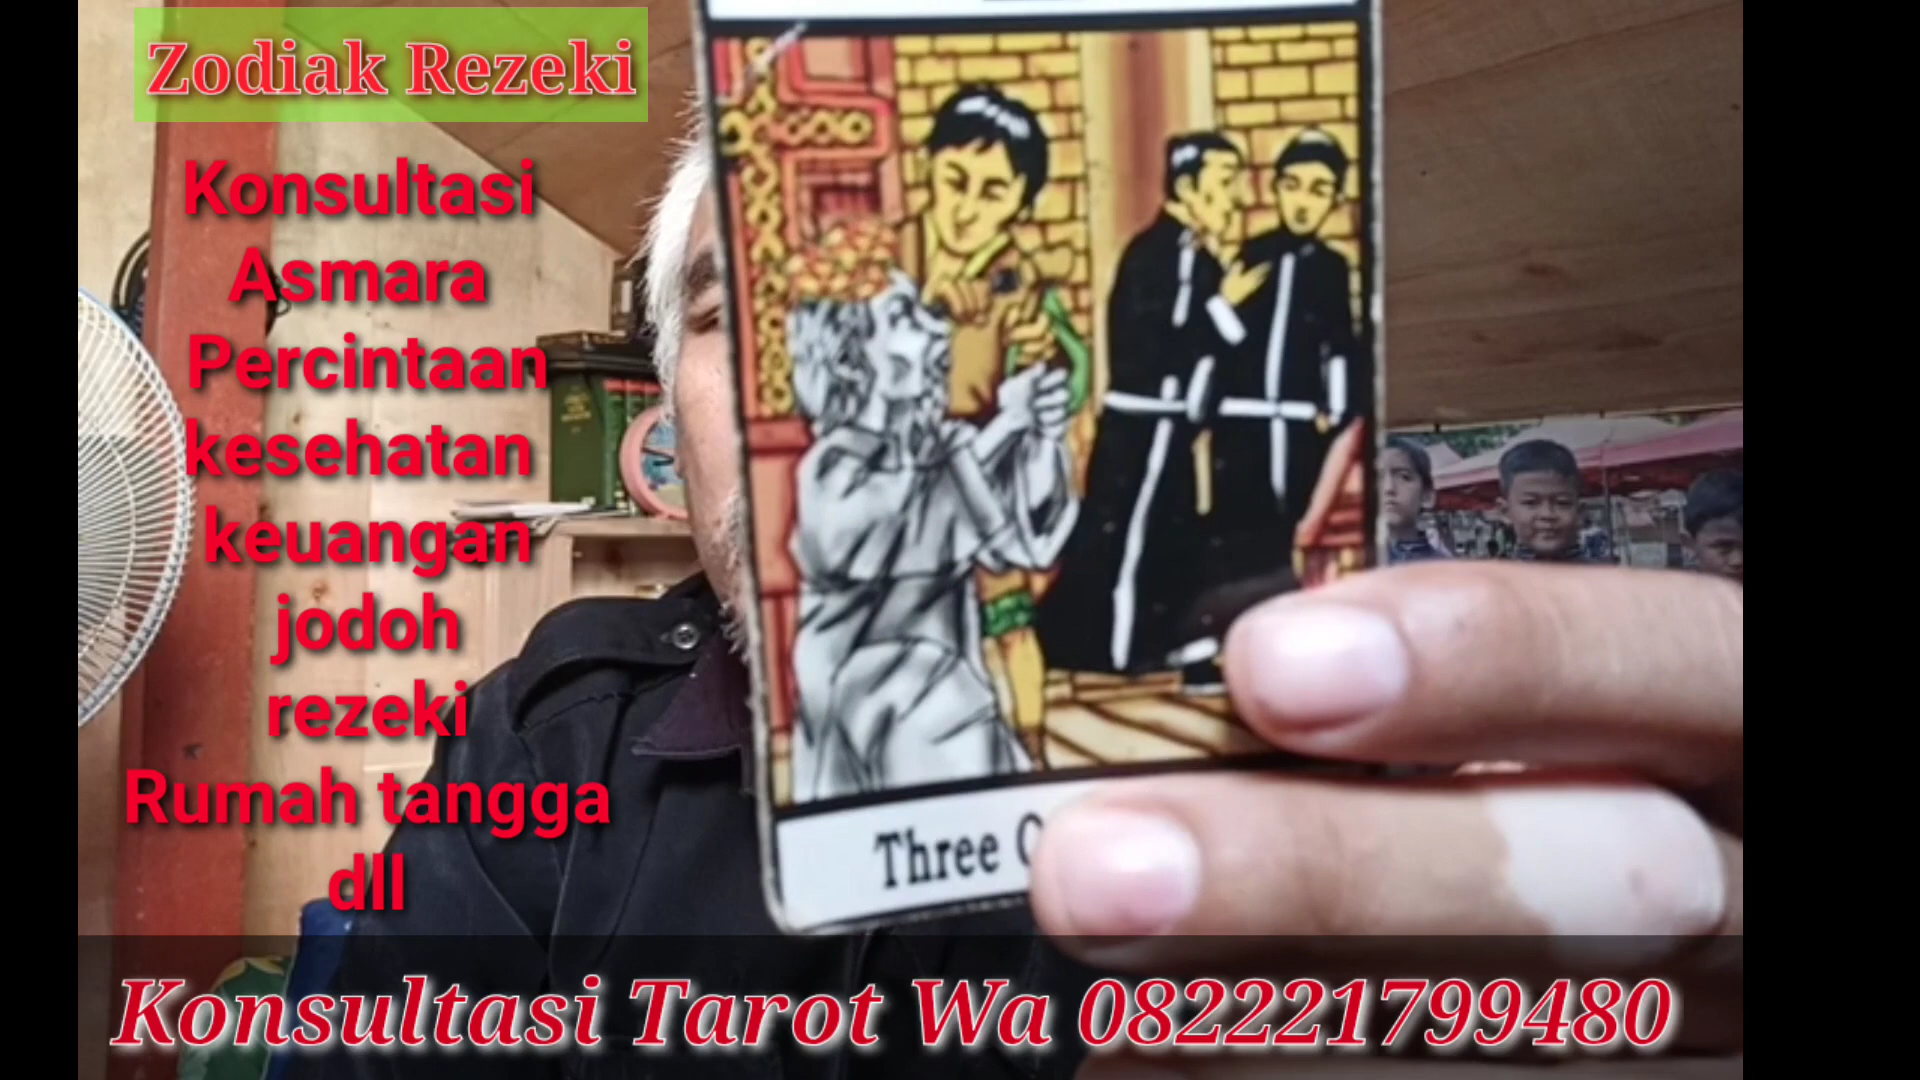 Zodiak Rezeki
Konsultasi
Asmara
Percintaan
kesehatan
keuangan
jodoh
rezeki
Rumah tangga
dll
Three
Konsultasi Tarot Wa 082221799480